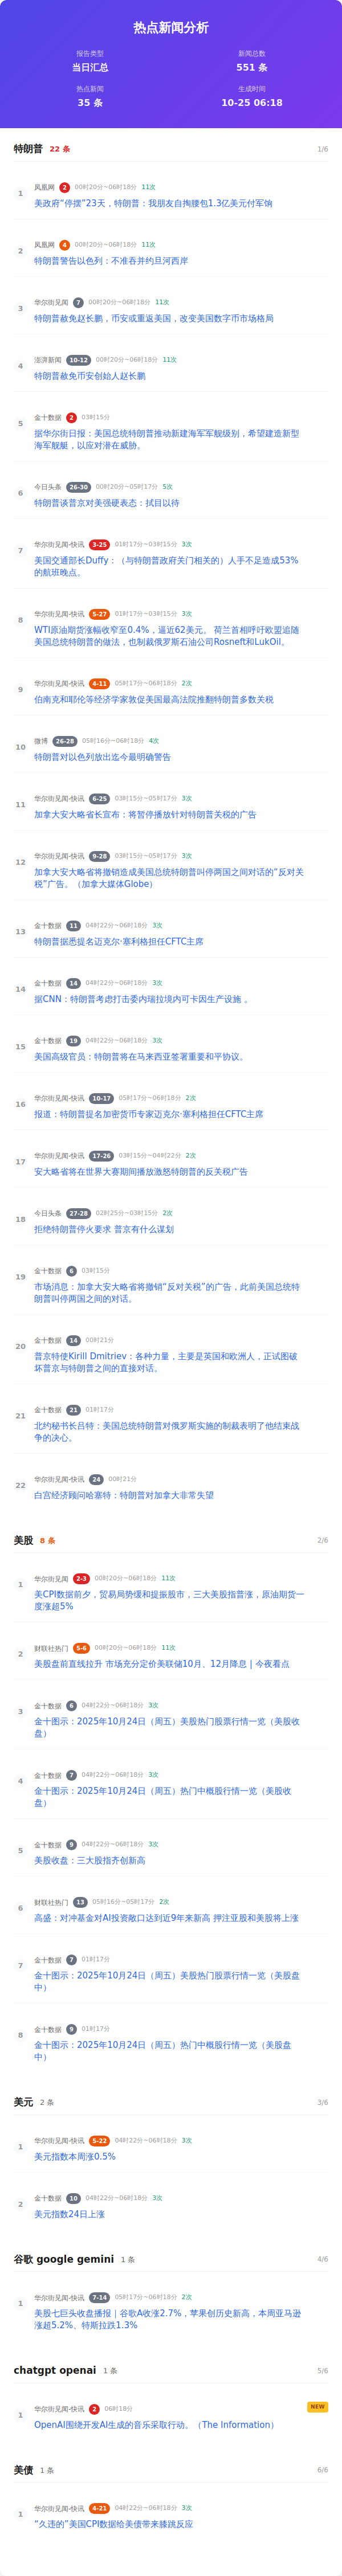 热点新闻分析
报告类型
新闻总数
当日汇总
551 条
热点新闻
生成时间
35 条
10-25 06:18
特朗普 22 条 1/6
1
凤凰网 2 00时20分~06时18分 11次
美政府“停摆”23天，特朗普：我朋友自掏腰包1.3亿美元付军饷
2
凤凰网 4 00时20分~06时18分 11次
特朗普警告以色列：不准吞并约旦河西岸
3
华尔街见闻 7 00时20分~06时18分 11次
特朗普赦免赵长鹏，币安或重返美国，改变美国数字货币市场格局
4
澎湃新闻 10-12 00时20分~06时18分 11次
特朗普赦免币安创始人赵长鹏
5
金十数据 2 03时15分
据华尔街日报：美国总统特朗普推动新建海军军舰级别，希望建造新型
海军舰艇，以应对潜在威胁。
6
今日头条 26-30 00时20分~05时17分 5次
特朗普谈普京对美强硬表态：拭目以待
7
华尔街见闻-快讯 3-25 01时17分~03时15分 3次
美国交通部长Duffy：（与特朗普政府关门相关的）人手不足造成53%
的航班晚点。
8
华尔街见闻-快讯 5-27 01时17分~03时15分 3次
WTI原油期货涨幅收窄至0.4%，逼近62美元。 荷兰首相呼吁欧盟追随
美国总统特朗普的做法，也制裁俄罗斯石油公司Rosneft和LukOil。
9
华尔街见闻-快讯 4-11 05时17分~06时18分 2次
伯南克和耶伦等经济学家敦促美国最高法院推翻特朗普多数关税
10
微博 26-28 05时16分~06时18分 4次
特朗普对以色列放出迄今最明确警告
11
华尔街见闻-快讯 6-25 03时15分~05时17分 3次
加拿大安大略省长宣布：将暂停播放针对特朗普关税的广告
12
华尔街见闻-快讯 9-28 03时15分~05时17分 3次
加拿大安大略省将撤销造成美国总统特朗普叫停两国之间对话的“反对关
税”广告。（加拿大媒体Globe）
13
金十数据 11 04时22分~06时18分 3次
特朗普据悉提名迈克尔·塞利格担任CFTC主席
14
金十数据 14 04时22分~06时18分 3次
据CNN：特朗普考虑打击委内瑞拉境内可卡因生产设施 。
15
金十数据 19 04时22分~06时18分 3次
美国高级官员：特朗普将在马来西亚签署重要和平协议。
16
华尔街见闻-快讯 10-17 05时17分~06时18分 2次
报道：特朗普提名加密货币专家迈克尔·塞利格担任CFTC主席
17
华尔街见闻-快讯 17-26 03时15分~04时22分 2次
安大略省将在世界大赛期间播放激怒特朗普的反关税广告
18
今日头条 27-28 02时25分~03时15分 2次
拒绝特朗普停火要求 普京有什么谋划
19
金十数据 6 03时15分
市场消息：加拿大安大略省将撤销“反对关税”的广告，此前美国总统特
朗普叫停两国之间的对话。
20
金十数据 14 00时21分
普京特使Kirill Dmitriev：各种力量，主要是英国和欧洲人，正试图破
坏普京与特朗普之间的直接对话。
21
金十数据 21 01时17分
北约秘书长吕特：美国总统特朗普对俄罗斯实施的制裁表明了他结束战
争的决心。
22
华尔街见闻-快讯 24 00时21分
白宫经济顾问哈塞特：特朗普对加拿大非常失望
美股 8 条 2/6
1
华尔街见闻 2-3 00时20分~06时18分 11次
美CPI数据前夕，贸易局势缓和提振股市，三大美股指普涨，原油期货一
度涨超5%
2
财联社热门 5-6 00时20分~06时18分 11次
美股盘前直线拉升 市场充分定价美联储10月、12月降息 | 今夜看点
3
金十数据 6 04时22分~06时18分 3次
金十图示：2025年10月24日（周五）美股热门股票行情一览（美股收
盘）
4
金十数据 7 04时22分~06时18分 3次
金十图示：2025年10月24日（周五）热门中概股行情一览（美股收
盘）
5
金十数据 9 04时22分~06时18分 3次
美股收盘：三大股指齐创新高
6
财联社热门 13 05时16分~05时17分 2次
高盛：对冲基金对AI投资敞口达到近9年来新高 押注亚股和美股将上涨
7
金十数据 7 01时17分
金十图示：2025年10月24日（周五）美股热门股票行情一览（美股盘
中）
8
金十数据 9 01时17分
金十图示：2025年10月24日（周五）热门中概股行情一览（美股盘
中）
美元 2 条 3/6
1
华尔街见闻-快讯 5-22 04时22分~06时18分 3次
美元指数本周涨0.5%
2
金十数据 10 04时22分~06时18分 3次
美元指数24日上涨
谷歌 google gemini 1 条 4/6
1
华尔街见闻-快讯 7-14 05时17分~06时18分 2次
美股七巨头收盘播报｜谷歌A收涨2.7%，苹果创历史新高，本周亚马逊
涨超5.2%、特斯拉跌1.3%
chatgpt openai 1 条 5/6
1
华尔街见闻-快讯 2 06时18分 NEW
OpenAI围绕开发AI生成的音乐采取行动。（The Information）
美债 1 条 6/6
1
华尔街见闻-快讯 4-21 04时22分~06时18分 3次
“久违的”美国CPI数据给美债带来膝跳反应